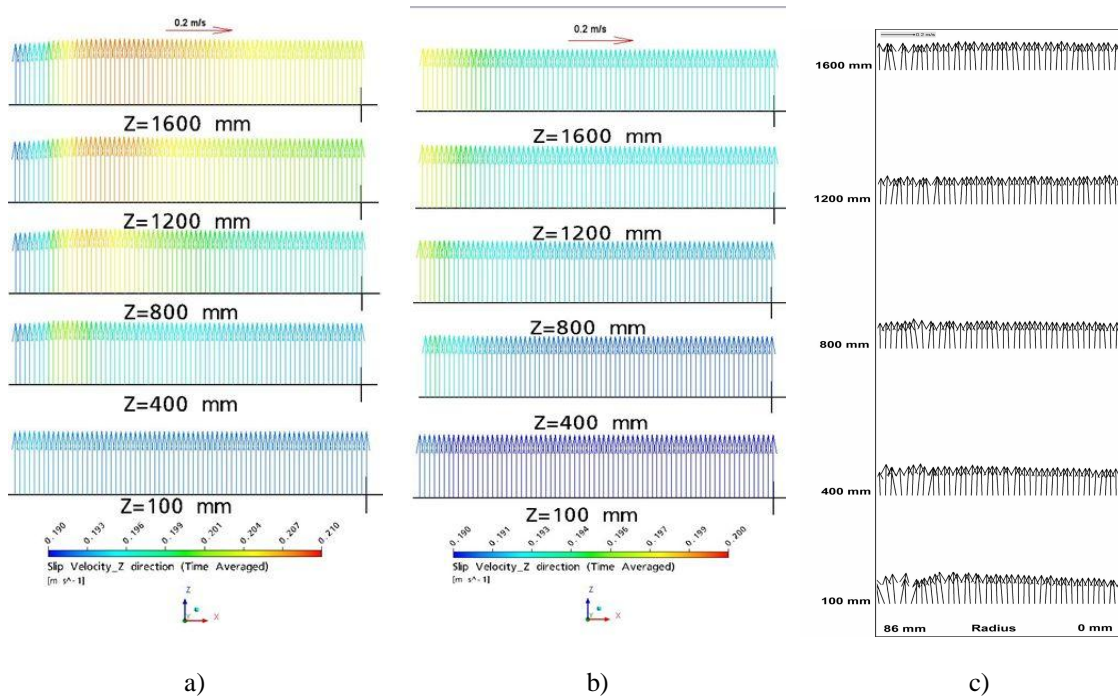 0.2 m/s
Z=1600 mm
Z=1200 mm
Z=800 mm
Z=400 mm
Z=100 mm
0.190 0.193 0.196 0.199 0.201 0.204 0.207 0.210
Slip Velocity_Z direction (Time Averaged)
[m s^-1]
Z
Y
X
a)
0.2 m/s
Z=1600 mm
Z=1200 mm
Z=800 mm
Z=400 mm
Z=100 mm
0.190 0.191 0.193 0.194 0.196 0.197 0.199 0.200
Slip Velocity_Z direction (Time Averaged)
[m s^-1]
Z
Y
X
b)
0.2 m/s
1600 mm
1200 mm
800 mm
400 mm
100 mm
86 mm Radius 0 mm
c)